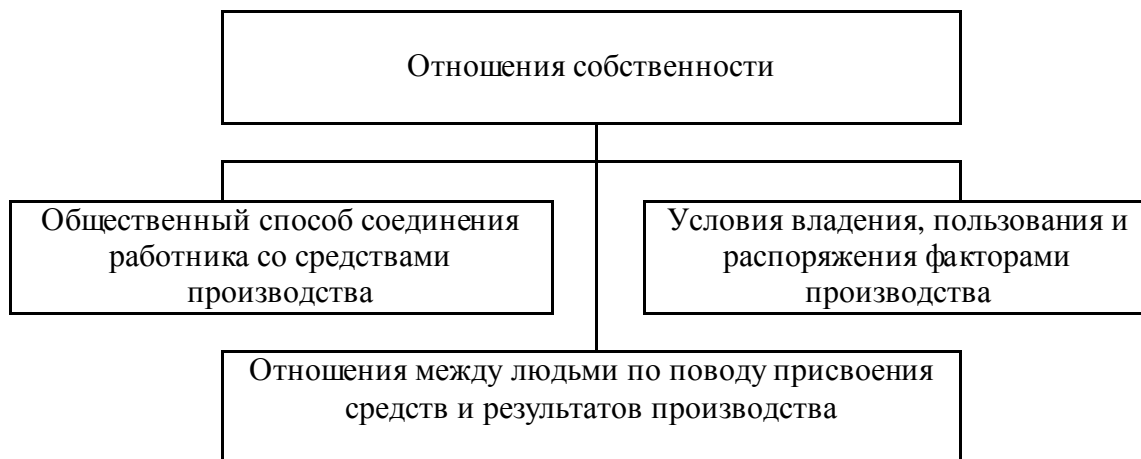 Отношения собственности
Общественный способ соединения
работника со средствами
производства
Условия владения, пользования и
распоряжения факторами
производства
Отношения между людьми по поводу присвоения
средств и результатов производства